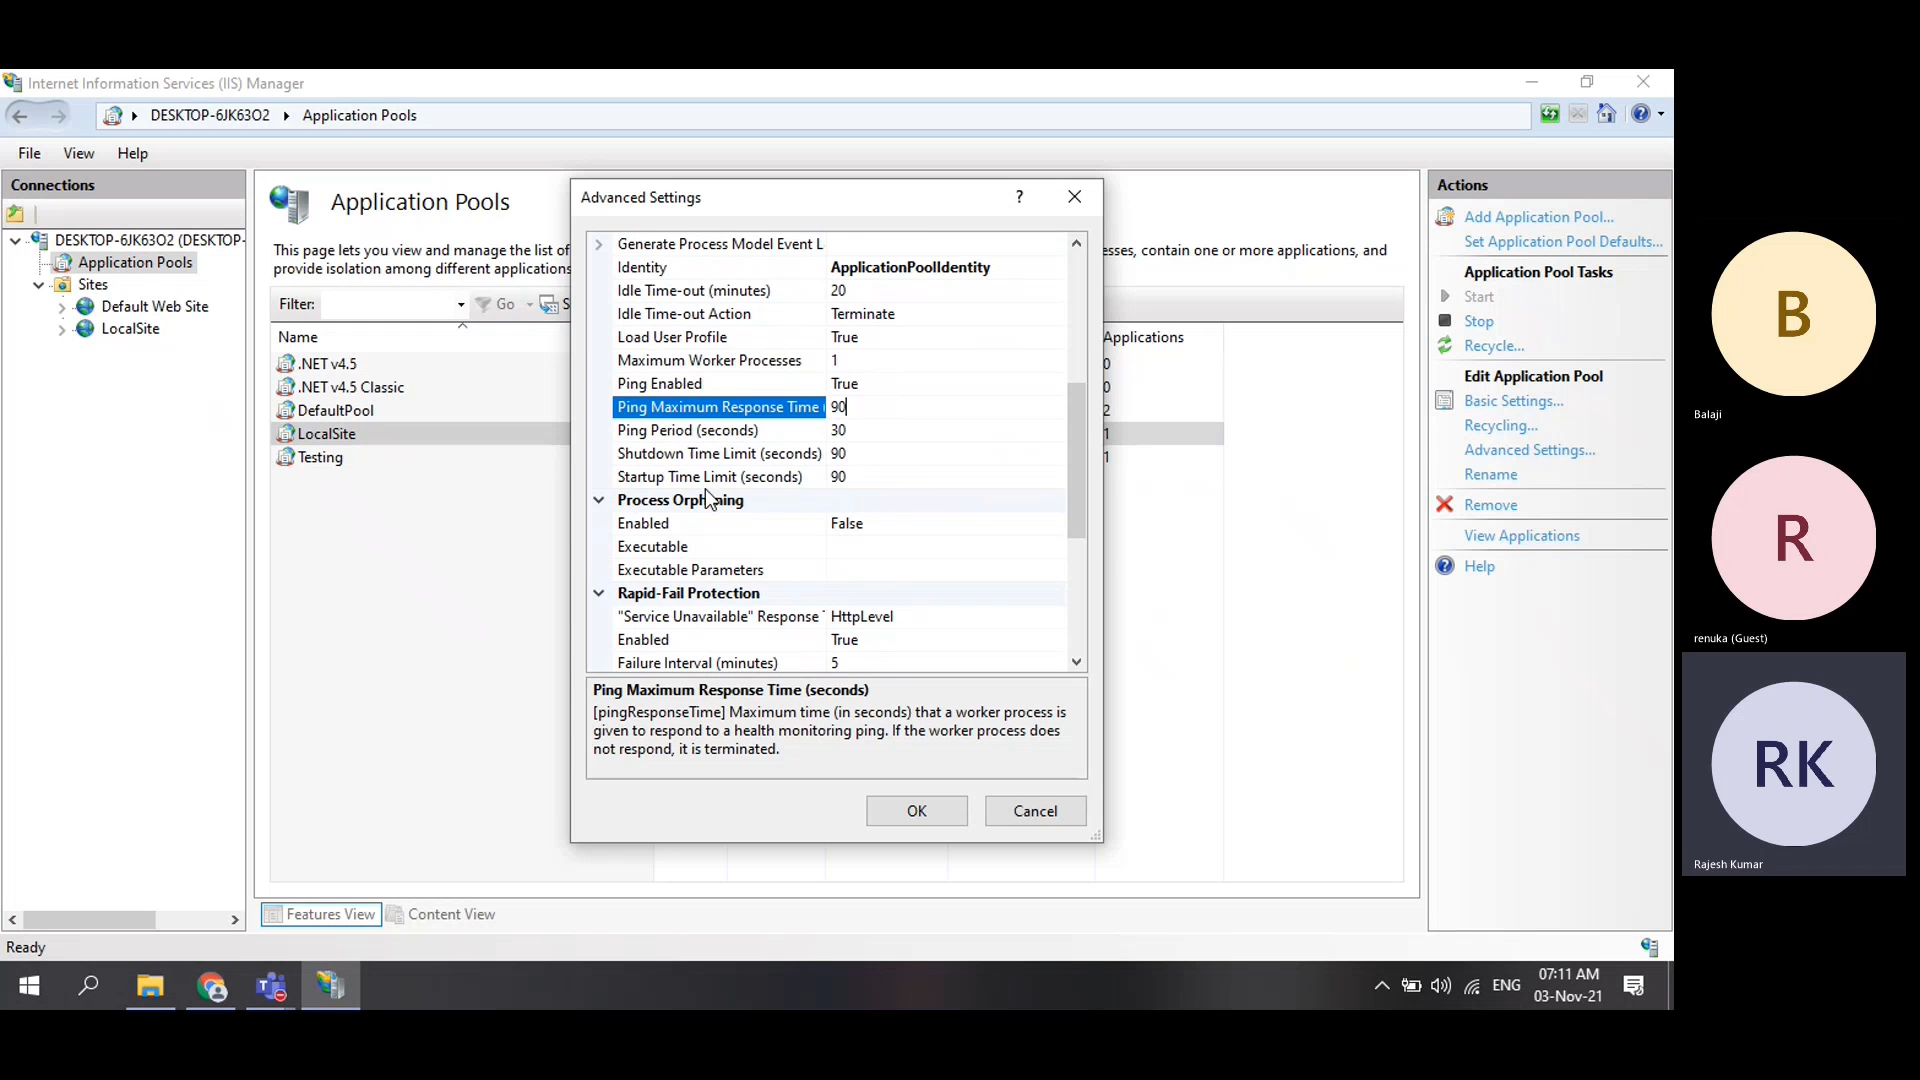 Internet Information Services (IIS) Manager
DESKTOP-6JK63O2 Application Pools
File View Help
Connections
DESKTOP-6JK63O2 (DESKTOP-
Application Pools
Sites
Default Web Site
LocalSite
Application Pools
This page lets you view and manage the list of
esses, contain one or more applications, and
provide isolation among different applications
Filter: Go S
Name
Applications
.NET v4.5 0
.NET v4.5 Classic 0
DefaultPool 2
LocalSite 1
Testing 1
Advanced Settings ?
Generate Process Model Event L
Identity ApplicationPoolIdentity
Idle Time-out (minutes) 20
Idle Time-out Action Terminate
Load User Profile True
Maximum Worker Processes 1
Ping Enabled True
Ping Maximum Response Time ( 90
Ping Period (seconds) 30
Shutdown Time Limit (seconds) 90
Startup Time Limit (seconds) 90
Process Orphaning
Enabled False
Executable
Executable Parameters
Rapid-Fail Protection
"Service Unavailable" Response T HttpLevel
Enabled True
Failure Interval (minutes) 5
Ping Maximum Response Time (seconds)
[pingResponseTime] Maximum time (in seconds) that a worker process is
given to respond to a health monitoring ping. If the worker process does
not respond, it is terminated.
OK Cancel
Actions
Add Application Pool...
Set Application Pool Defaults...
Application Pool Tasks
Start
Stop
Recycle...
Edit Application Pool
Basic Settings...
Recycling...
Advanced Settings...
Rename
Remove
View Applications
Help
Features View Content View
Ready
ENG
07:11 AM
03-Nov-21
B
Balaji
R
renuka (Guest)
RK
Rajesh Kumar